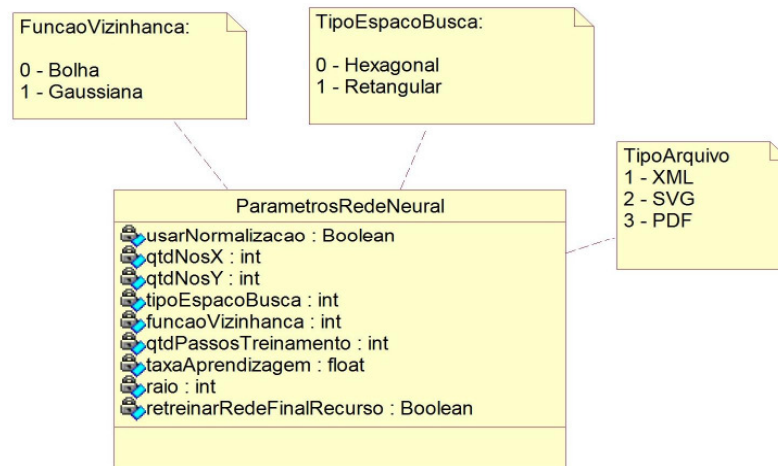 FuncaoVizinhanca:
0 - Bolha
1 - Gaussiana
TipoEspacoBusca:
0 - Hexagonal
1 - Retangular
TipoArquivo
1 - XML
2 - SVG
3 - PDF
ParametrosRedeNeural
usarNormalizacao : Boolean
qtdNosX : int
qtdNosY : int
tipoEspacoBusca : int
funcaoVizinhanca : int
qtdPassosTreinamento : int
taxaAprendizagem : float
raio : int
retreinarRedeFinalRecurso : Boolean